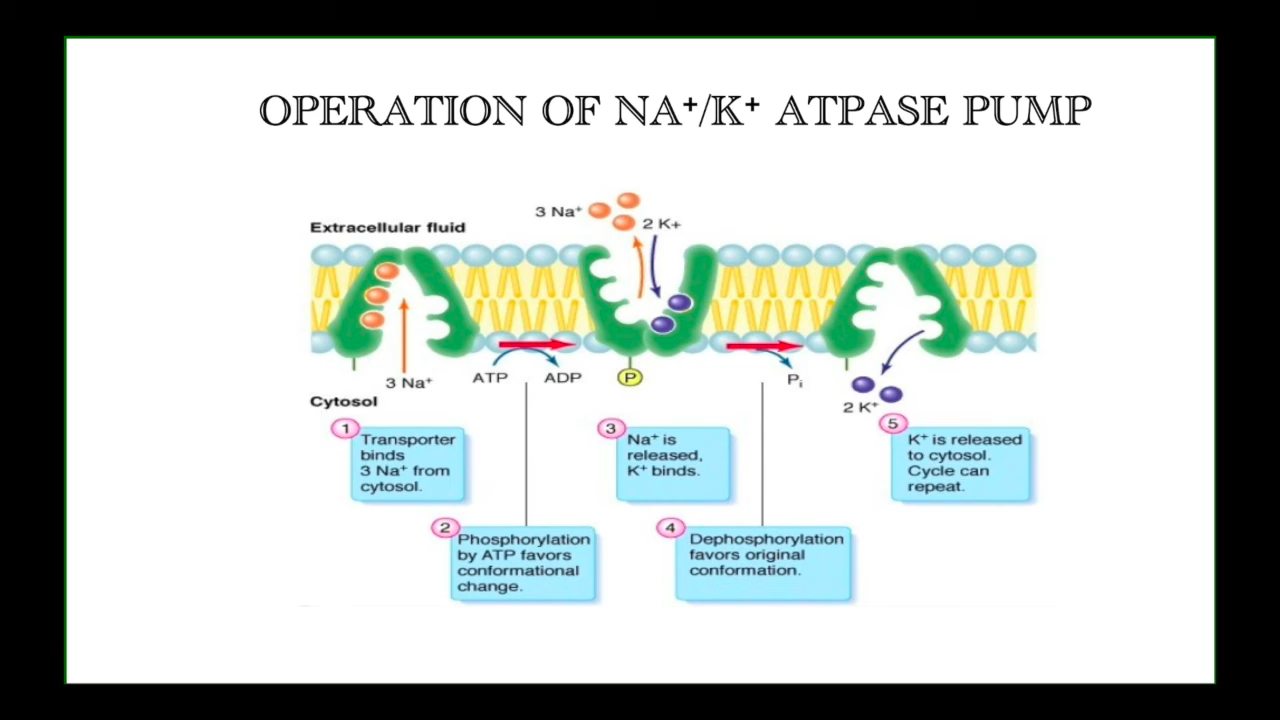 OPERATION OF NA⁺/K⁺ ATPASE PUMP
3 Na⁺
2 K+
Extracellular fluid
3 Na⁺
ATP
ADP
P
Pᵢ
2 K⁺
Cytosol
1
Transporter
binds
3 Na⁺ from
cytosol.
2
Phosphorylation
by ATP favors
conformational
change.
3
Na⁺ is
released,
K⁺ binds.
4
Dephosphorylation
favors original
conformation.
5
K⁺ is released
to cytosol.
Cycle can
repeat.